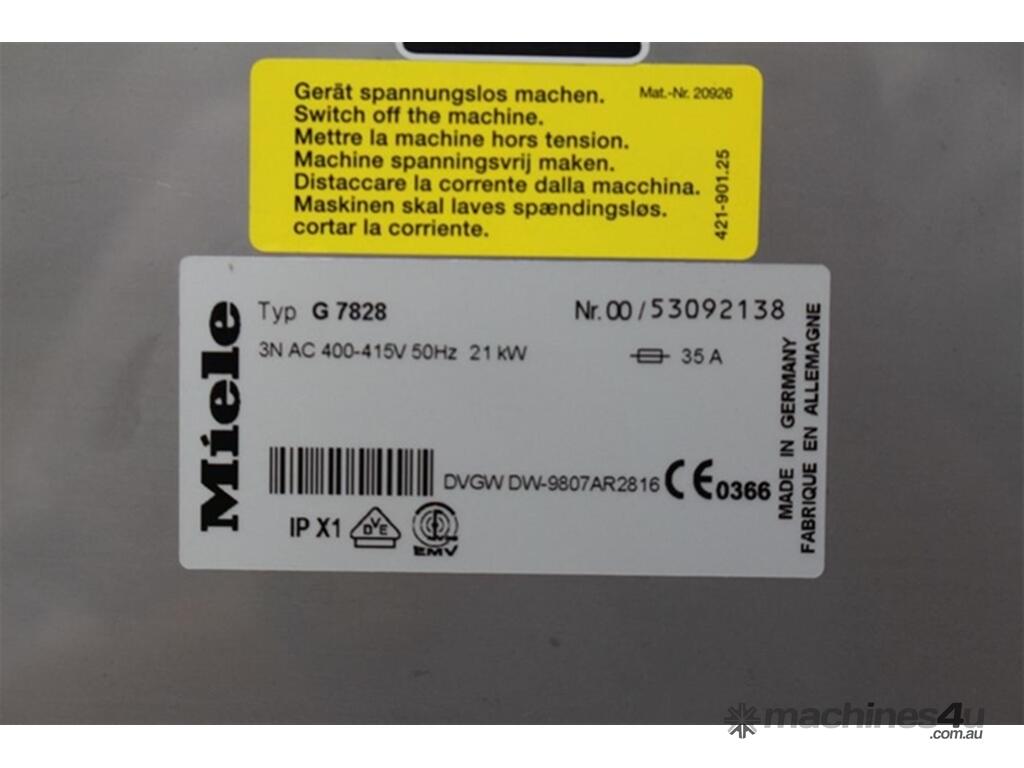 Gerät spannungslos machen. Mat.-Nr. 20926
Switch off the machine.
Mettre la machine hors tension.
Machine spanningsvrij maken.
Distaccare la corrente dalla macchina.
Maskinen skal laves spændingsløs.
cortar la corriente.
421-901.25
Miele
Typ G 7828 Nr. 00/53092138
3N AC 400-415V 50Hz 21 kW 35 A
DVGW DW-9807AR2816 CE 0366
IP X1 DVE EMV
MADE IN GERMANY
FABRIQUE EN ALLEMAGNE
machines4u
.com.au